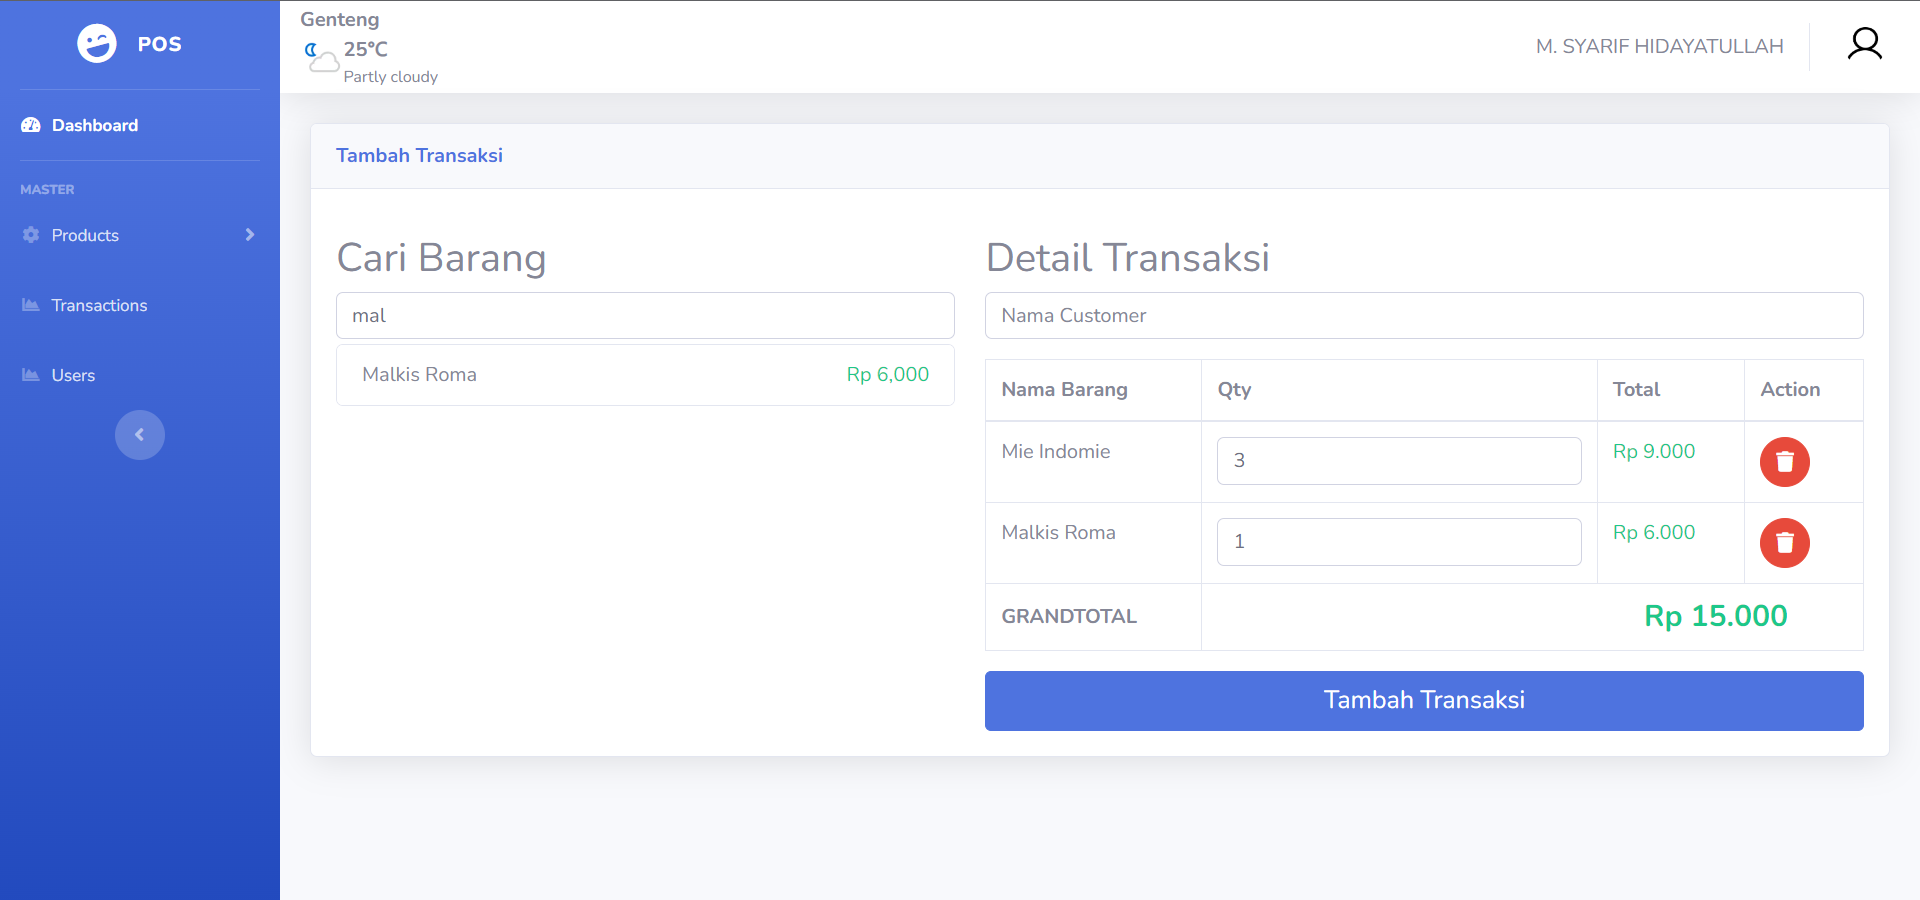 POS
Dashboard
MASTER
Products
Transactions
Users
Genteng
25°C
Partly cloudy
M. SYARIF HIDAYATULLAH
Tambah Transaksi
Cari Barang
mal
Malkis Roma Rp 6,000
Detail Transaksi
Nama Customer
Nama Barang Qty Total Action
Mie Indomie 3 Rp 9.000
Malkis Roma 1 Rp 6.000
GRANDTOTAL Rp 15.000
Tambah Transaksi